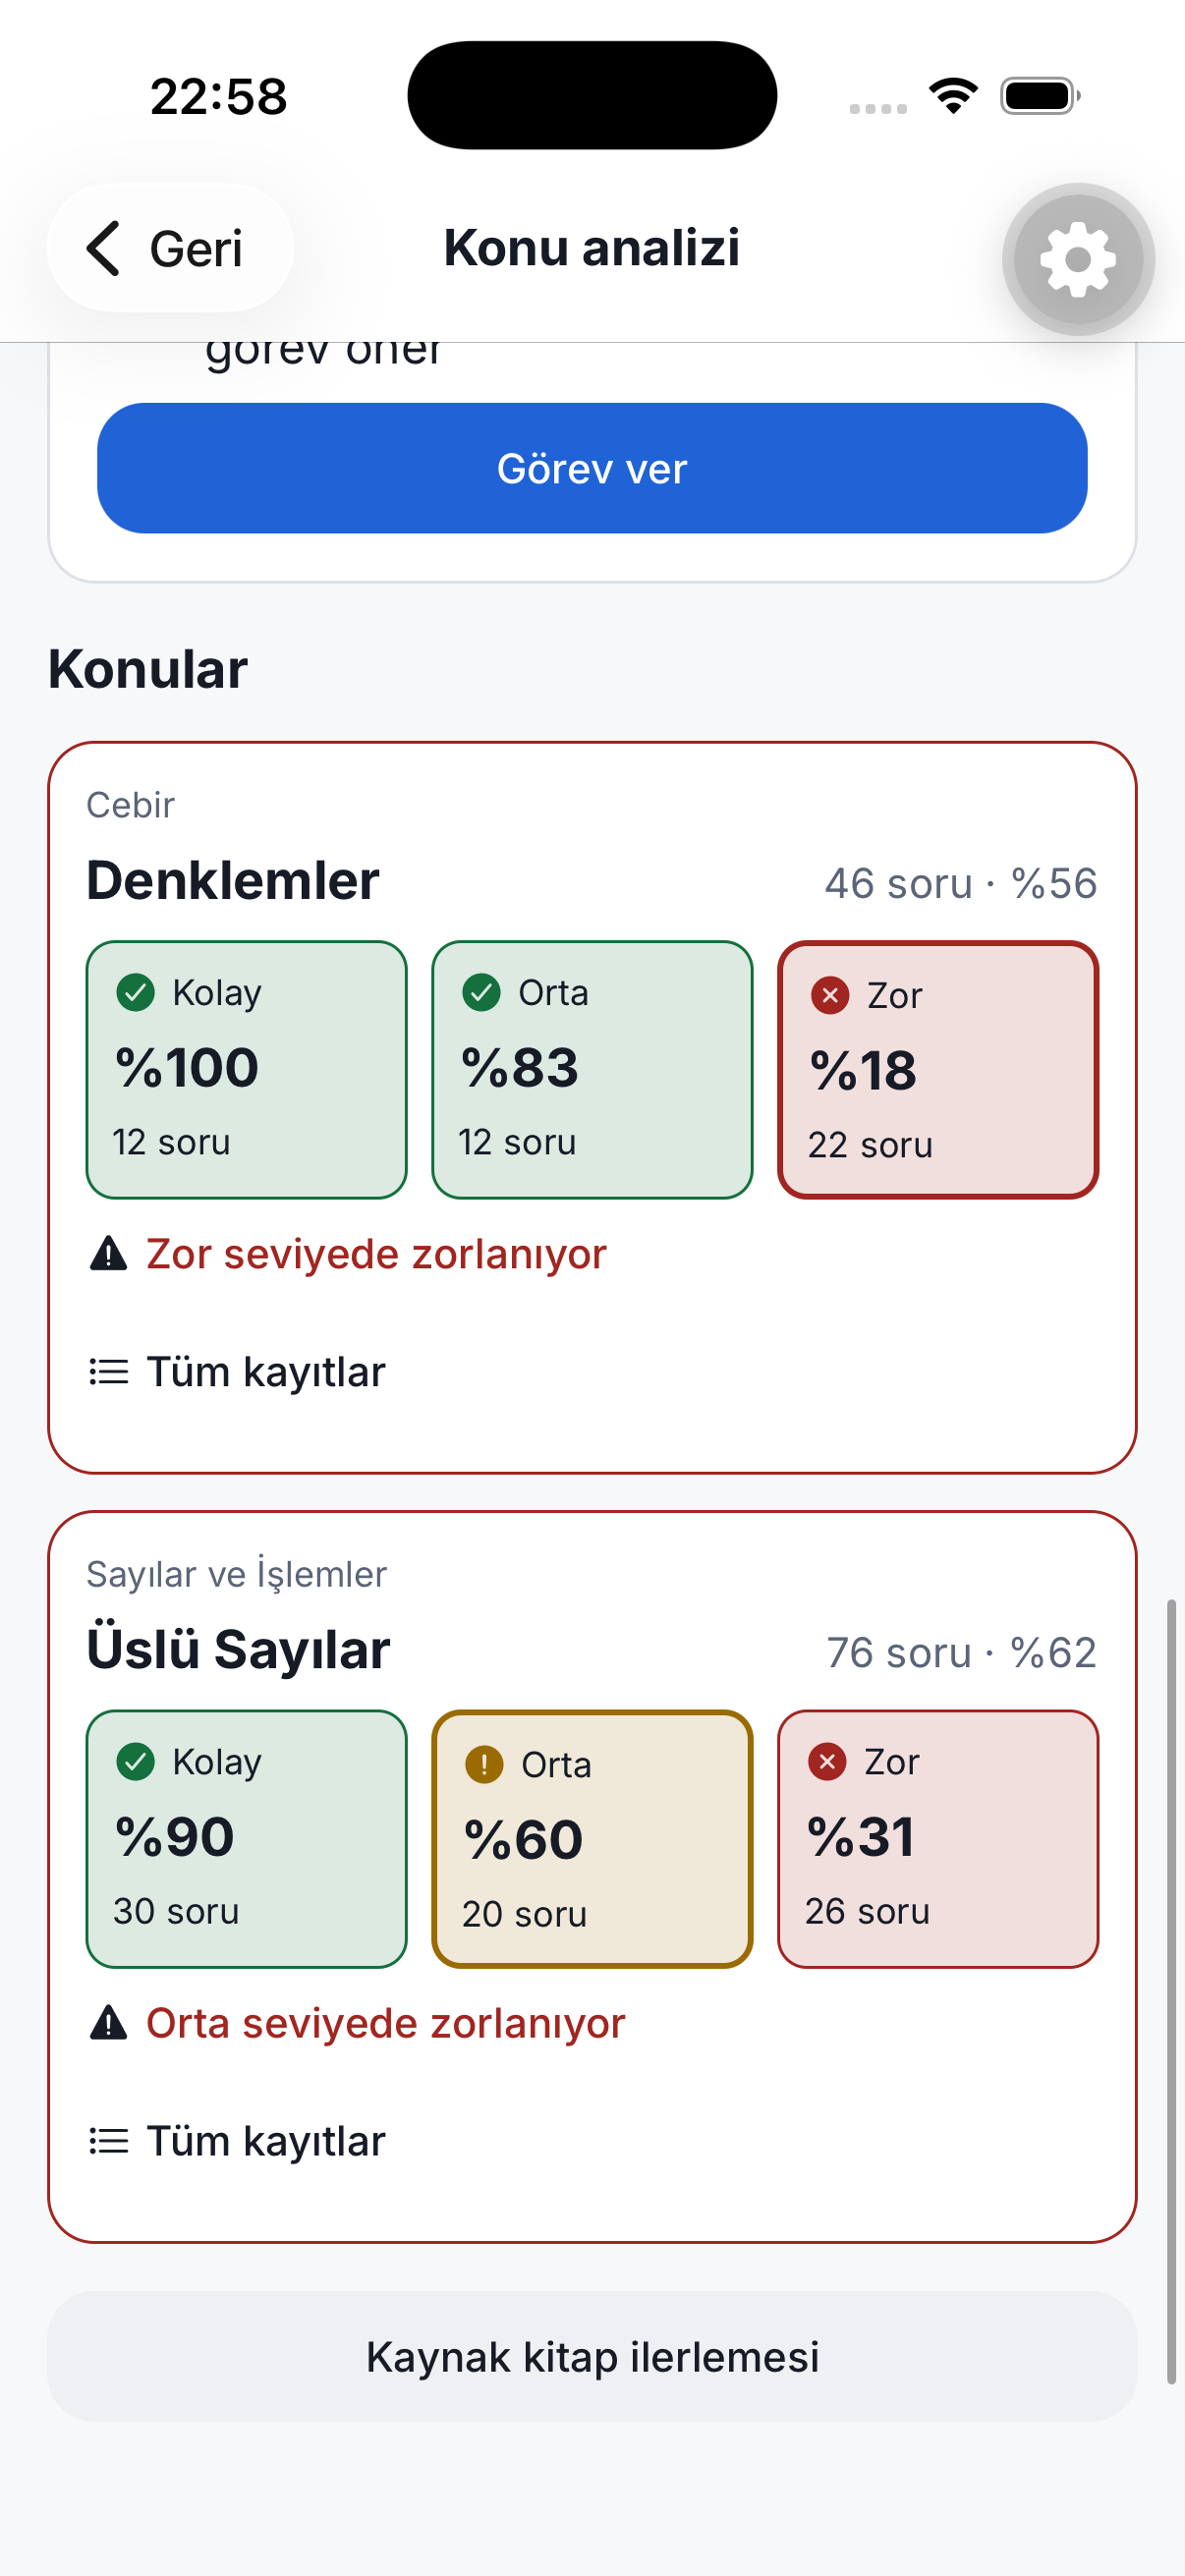 22:58
Geri
Konu analizi
görev öner
Görev ver
Konular
Cebir
Denklemler
46 soru · %56
Kolay
%100
12 soru
Orta
%83
12 soru
Zor
%18
22 soru
Zor seviyede zorlanıyor
Tüm kayıtlar
Sayılar ve İşlemler
Üslü Sayılar
76 soru · %62
Kolay
%90
30 soru
Orta
%60
20 soru
Zor
%31
26 soru
Orta seviyede zorlanıyor
Tüm kayıtlar
Kaynak kitap ilerlemesi